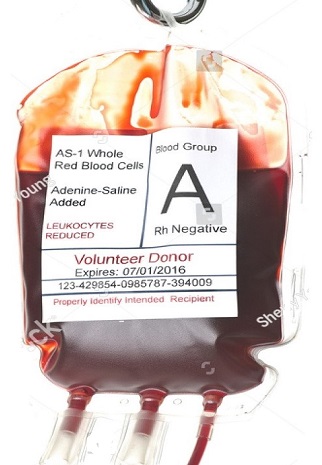 AS-1 Whole
Red Blood Cells
Adenine-Saline
Added
LEUKOCYTES
REDUCED
Blood Group
A
Rh Negative
Volunteer Donor
Expires: 07/01/2016
123-429854-0985787-394009
Properly Identify Intended Recipient